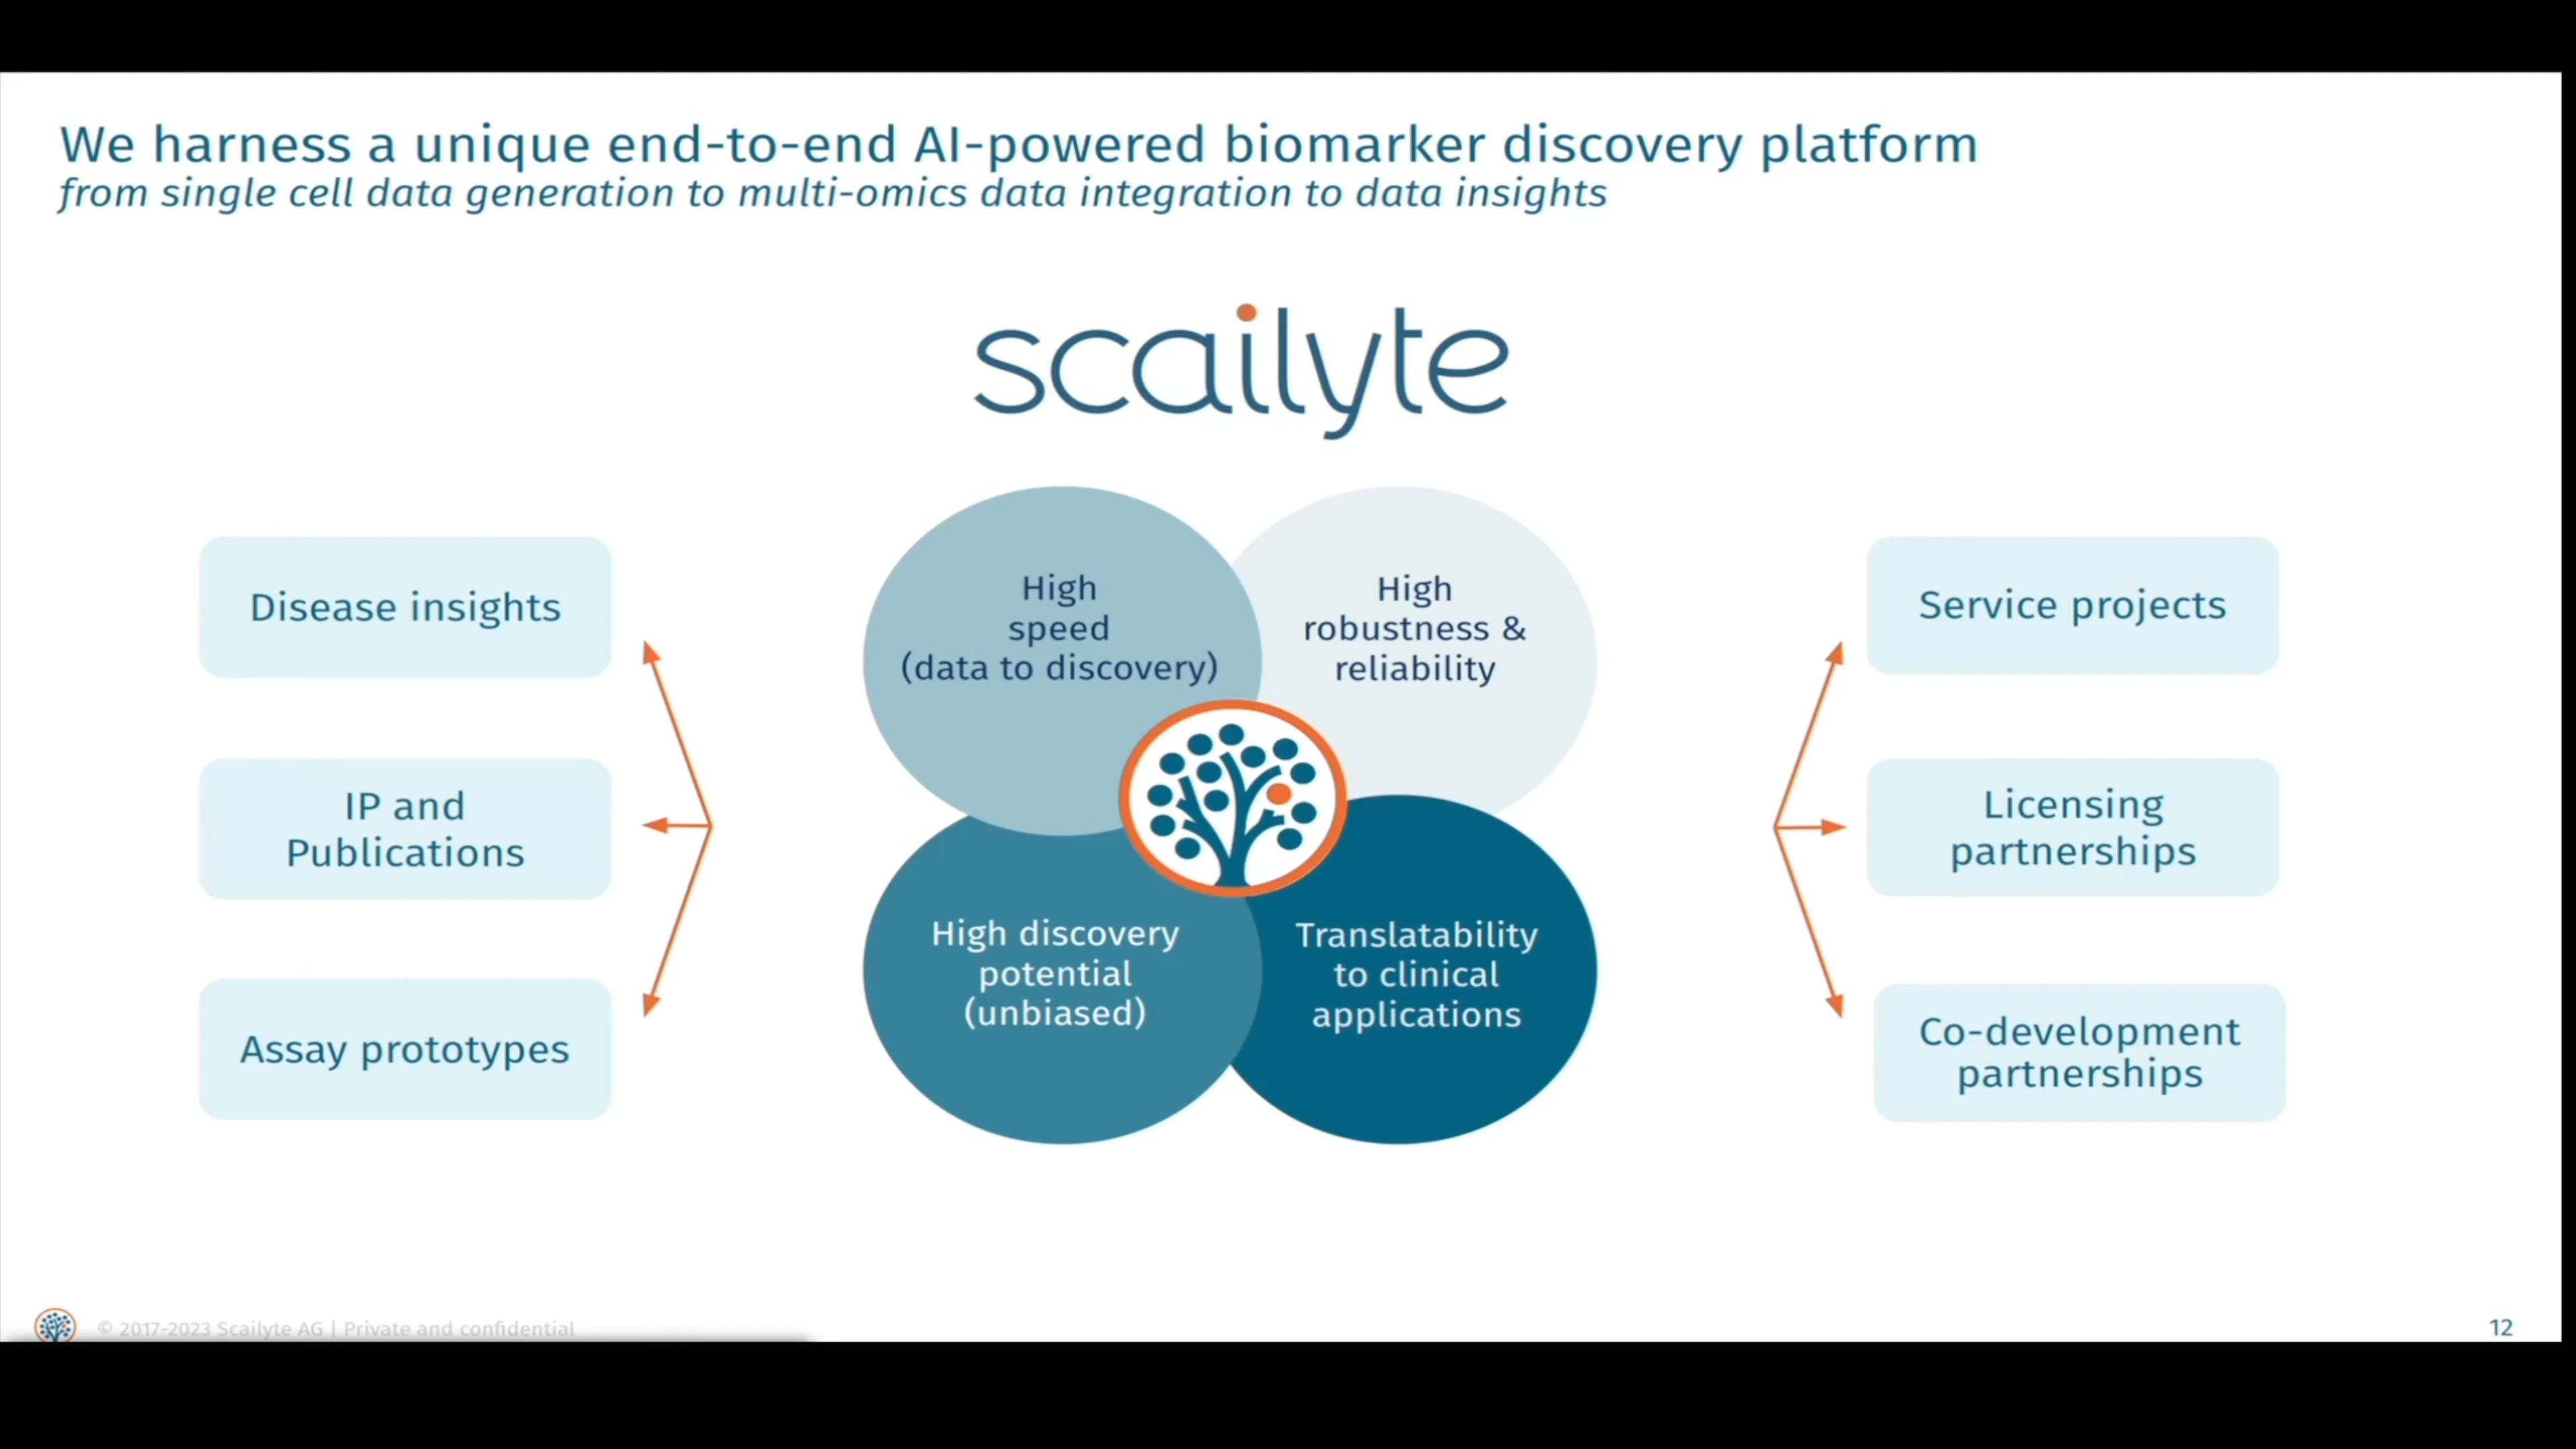 We harness a unique end-to-end AI-powered biomarker discovery platform
from single cell data generation to multi-omics data integration to data insights
scailyte
Disease insights
IP and
Publications
Assay prototypes
High
speed
(data to discovery)
High
robustness &
reliability
High discovery
potential
(unbiased)
Translatability
to clinical
applications
Service projects
Licensing
partnerships
Co-development
partnerships
© 2017-2023 Scailyte AG | Private and confidential
12